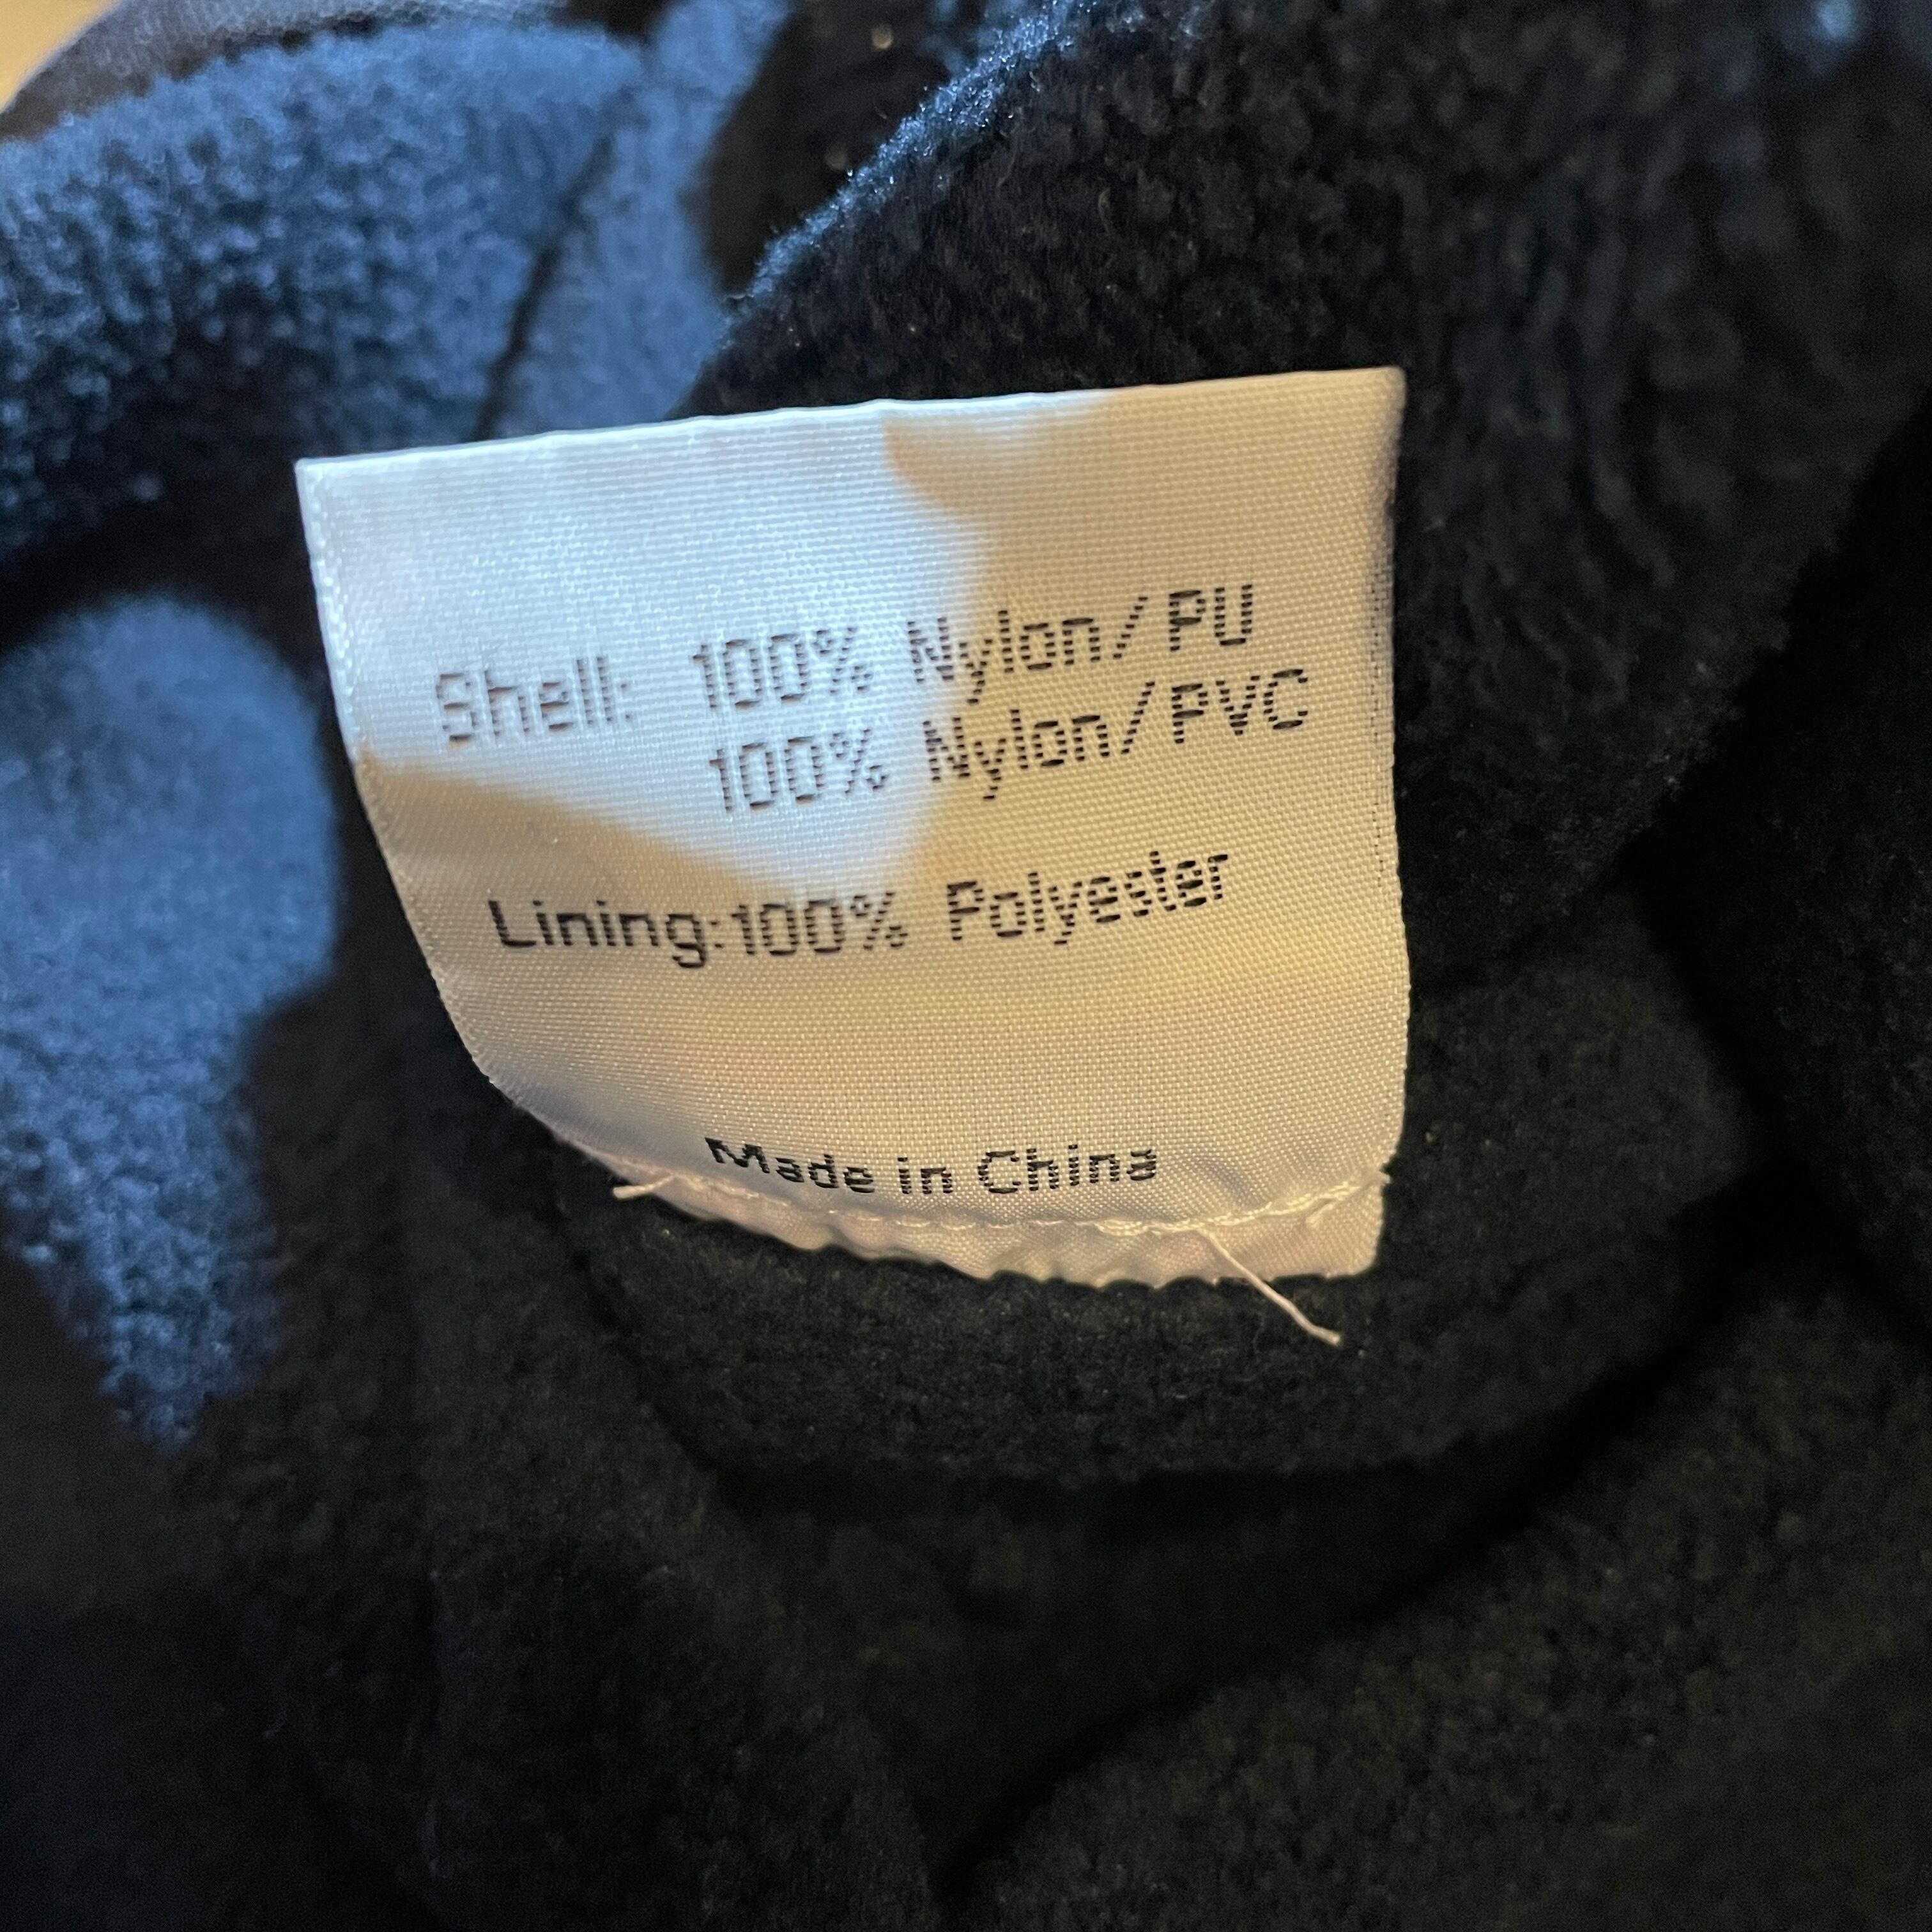 Shell: 100% Nylon/PU
100% Nylon/PVC
Lining:100% Polyester
Made in China